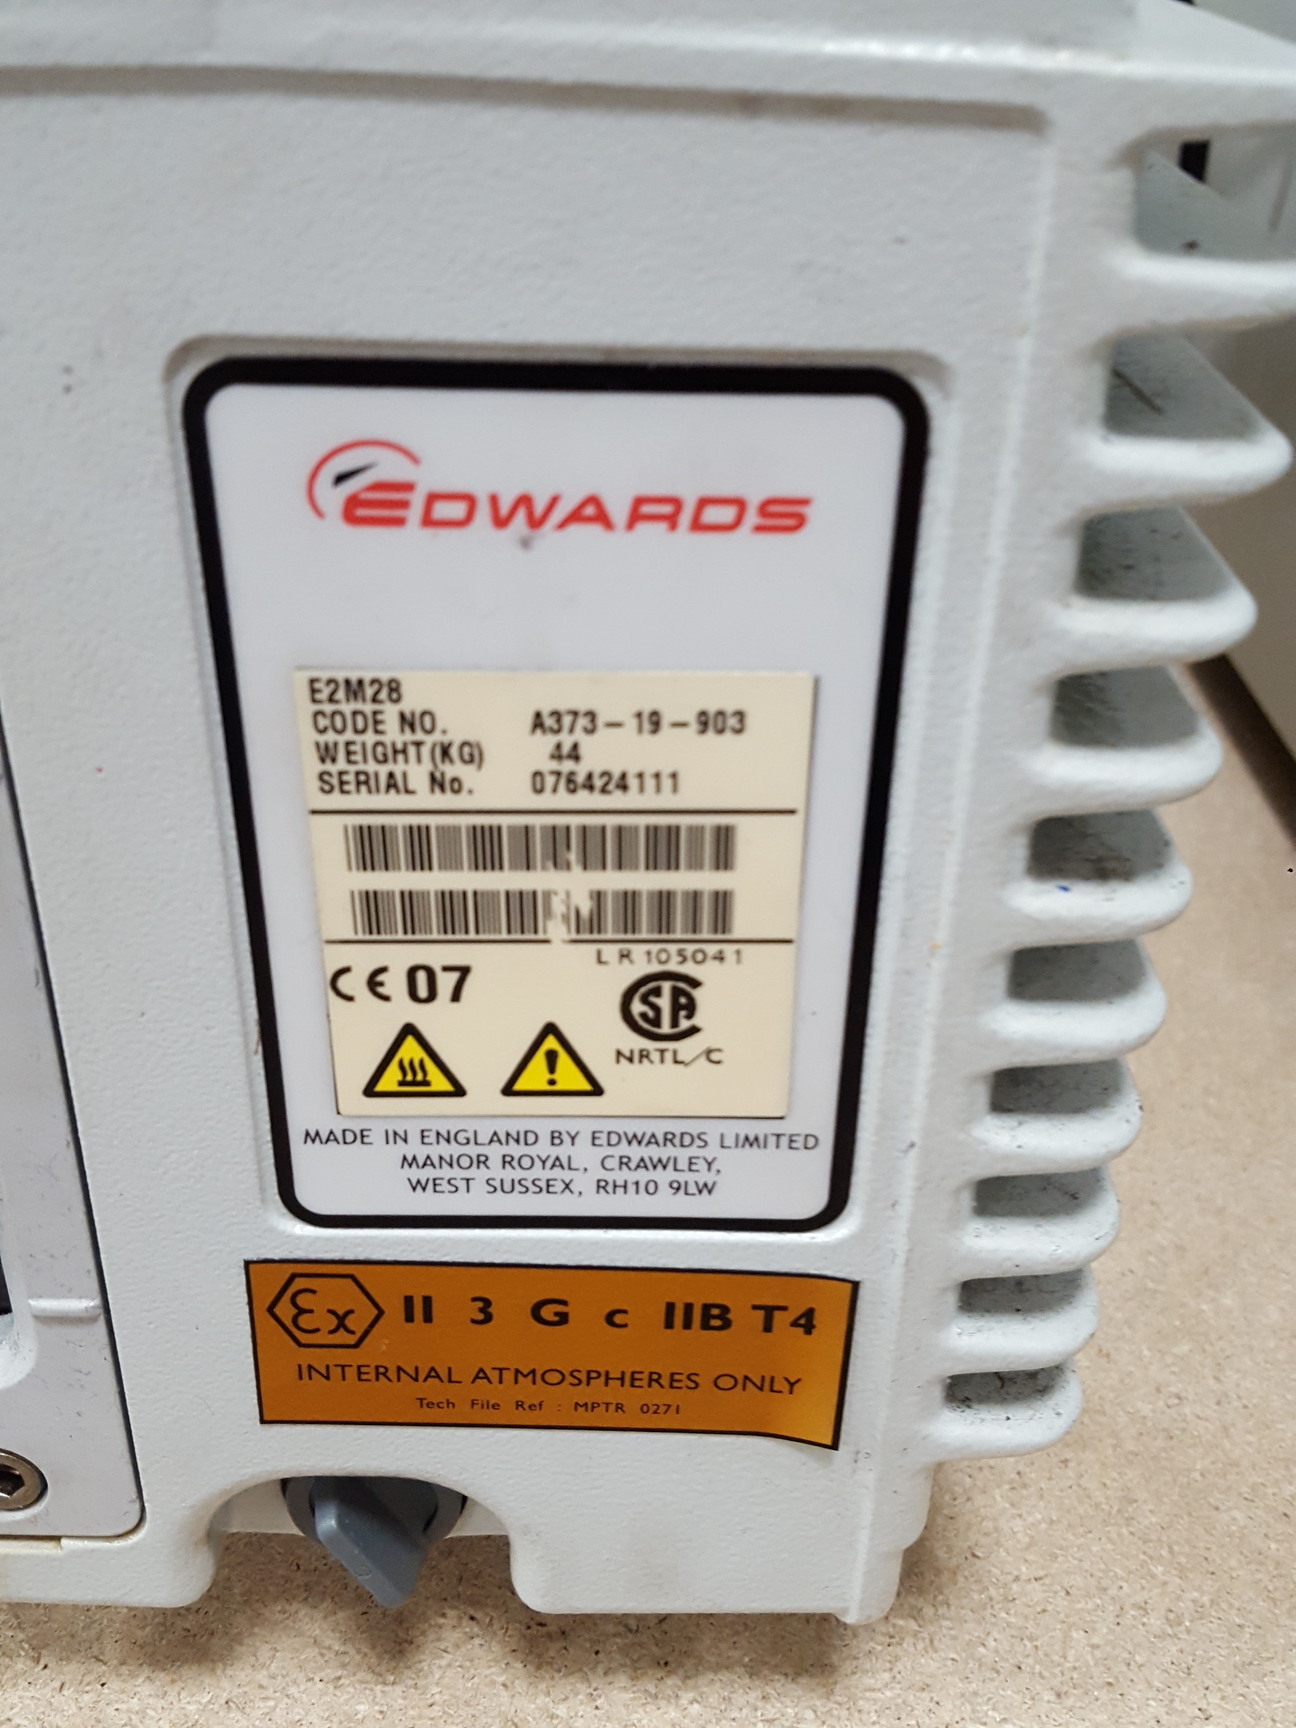 EDWARDS
E2M28
CODE NO. A373-19-903
WEIGHT(KG) 44
SERIAL No. 076424111
LR105041
CE 07
CSA
NRTL/C
MADE IN ENGLAND BY EDWARDS LIMITED
MANOR ROYAL, CRAWLEY,
WEST SUSSEX, RH10 9LW
Ex II 3 G c IIB T4
INTERNAL ATMOSPHERES ONLY
Tech File Ref : MPTR 0271